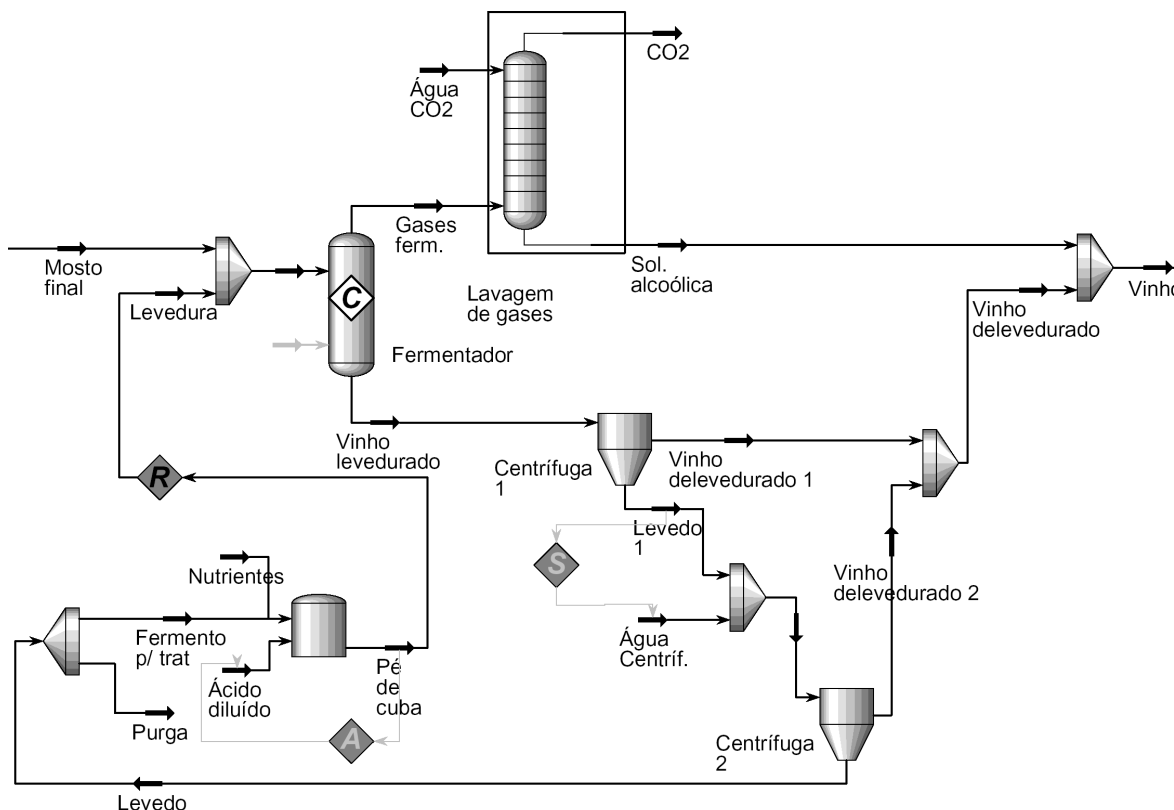 CO2
Água
CO2
Gases
ferm.
Mosto
final
Levedura
C
Lavagem
de gases
Sol.
alcoólica
Vinho
Vinho
delevedurado
Fermentador
Vinho
levedurado
Centrífuga
1
Vinho
delevedurado 1
R
Levedo
1
S
Nutrientes
Vinho
delevedurado 2
Fermento
p/ trat
Água
Centríf.
Pé
de
cuba
Ácido
diluído
Purga
A
Centrífuga
2
Levedo